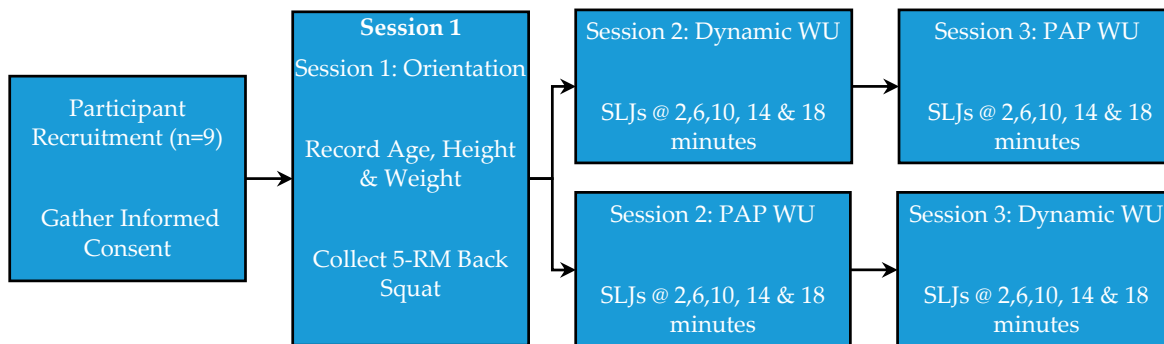 Participant
Recruitment (n=9)
Gather Informed
Consent
Session 1
Session 1: Orientation
Record Age, Height
& Weight
Collect 5-RM Back
Squat
Session 2: Dynamic WU
SLJs @ 2,6,10, 14 & 18
minutes
Session 3: PAP WU
SLJs @ 2,6,10, 14 & 18
minutes
Session 2: PAP WU
SLJs @ 2,6,10, 14 & 18
minutes
Session 3: Dynamic WU
SLJs @ 2,6,10, 14 & 18
minutes